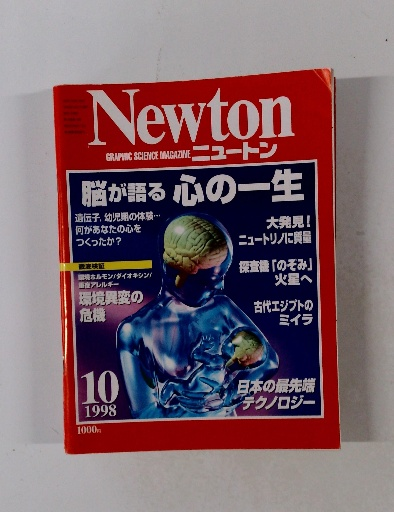 Newton
GRAPHIC SCIENCE MAGAZINE ニュートン
脳が語る 心の一生
遺伝子, 幼児期の体験…
何があなたの心を
つくったか?
大発見!
ニュートリノに質量
徹底検証
環境ホルモン/ダイオキシン/
環境異変の
危機
探査機「のぞみ」
火星へ
古代エジプトの
ミイラ
日本の最先端
テクノロジー
10
1998
1000円